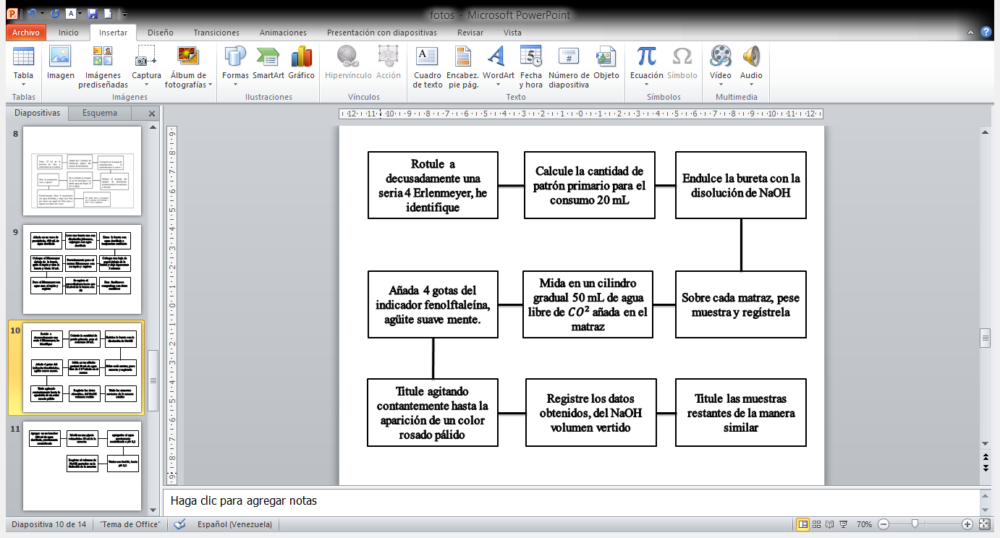 fotos - Microsoft PowerPoint
Archivo Inicio Insertar Diseño Transiciones Animaciones Presentación con diapositivas Revisar Vista
Tabla
Imagen
Imágenes
prediseñadas
Captura
Álbum de
fotografías
Formas
SmartArt
Gráfico
Hipervínculo
Acción
Cuadro
de texto
Encabez.
pie pág.
WordArt
Fecha
y hora
Número de
diapositiva
Objeto
Ecuación
Símbolo
Vídeo
Audio
Tablas
Imágenes
Ilustraciones
Vínculos
Texto
Símbolos
Multimedia
Diapositivas Esquema
8
9
10
11
Rotule a
decusadamente una
seria 4 Erlenmeyer, he
identifique
Calcule la cantidad de
patrón primario para el
consumo 20 mL
Endulce la bureta con la
disolución de NaOH
Añada 4 gotas del
indicador fenolftaleína,
agüite suave mente.
Mida en un cilindro
gradual 50 mL de agua
libre de CO² añada en el
matraz
Sobre cada matraz, pese
muestra y regístrela
Titule agitando
contantemente hasta la
aparición de un color
rosado pálido
Registre los datos
obtenidos, del NaOH
volumen vertido
Titule las muestras
restantes de la manera
similar
Haga clic para agregar notas
Diapositiva 10 de 14 "Tema de Office" Español (Venezuela) 70%